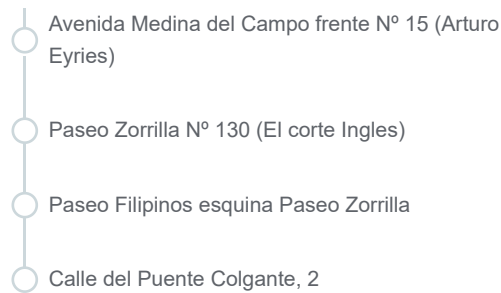 Avenida Medina del Campo frente Nº 15 (Arturo
Eyries)
Paseo Zorrilla Nº 130 (El corte Ingles)
Paseo Filipinos esquina Paseo Zorrilla
Calle del Puente Colgante, 2